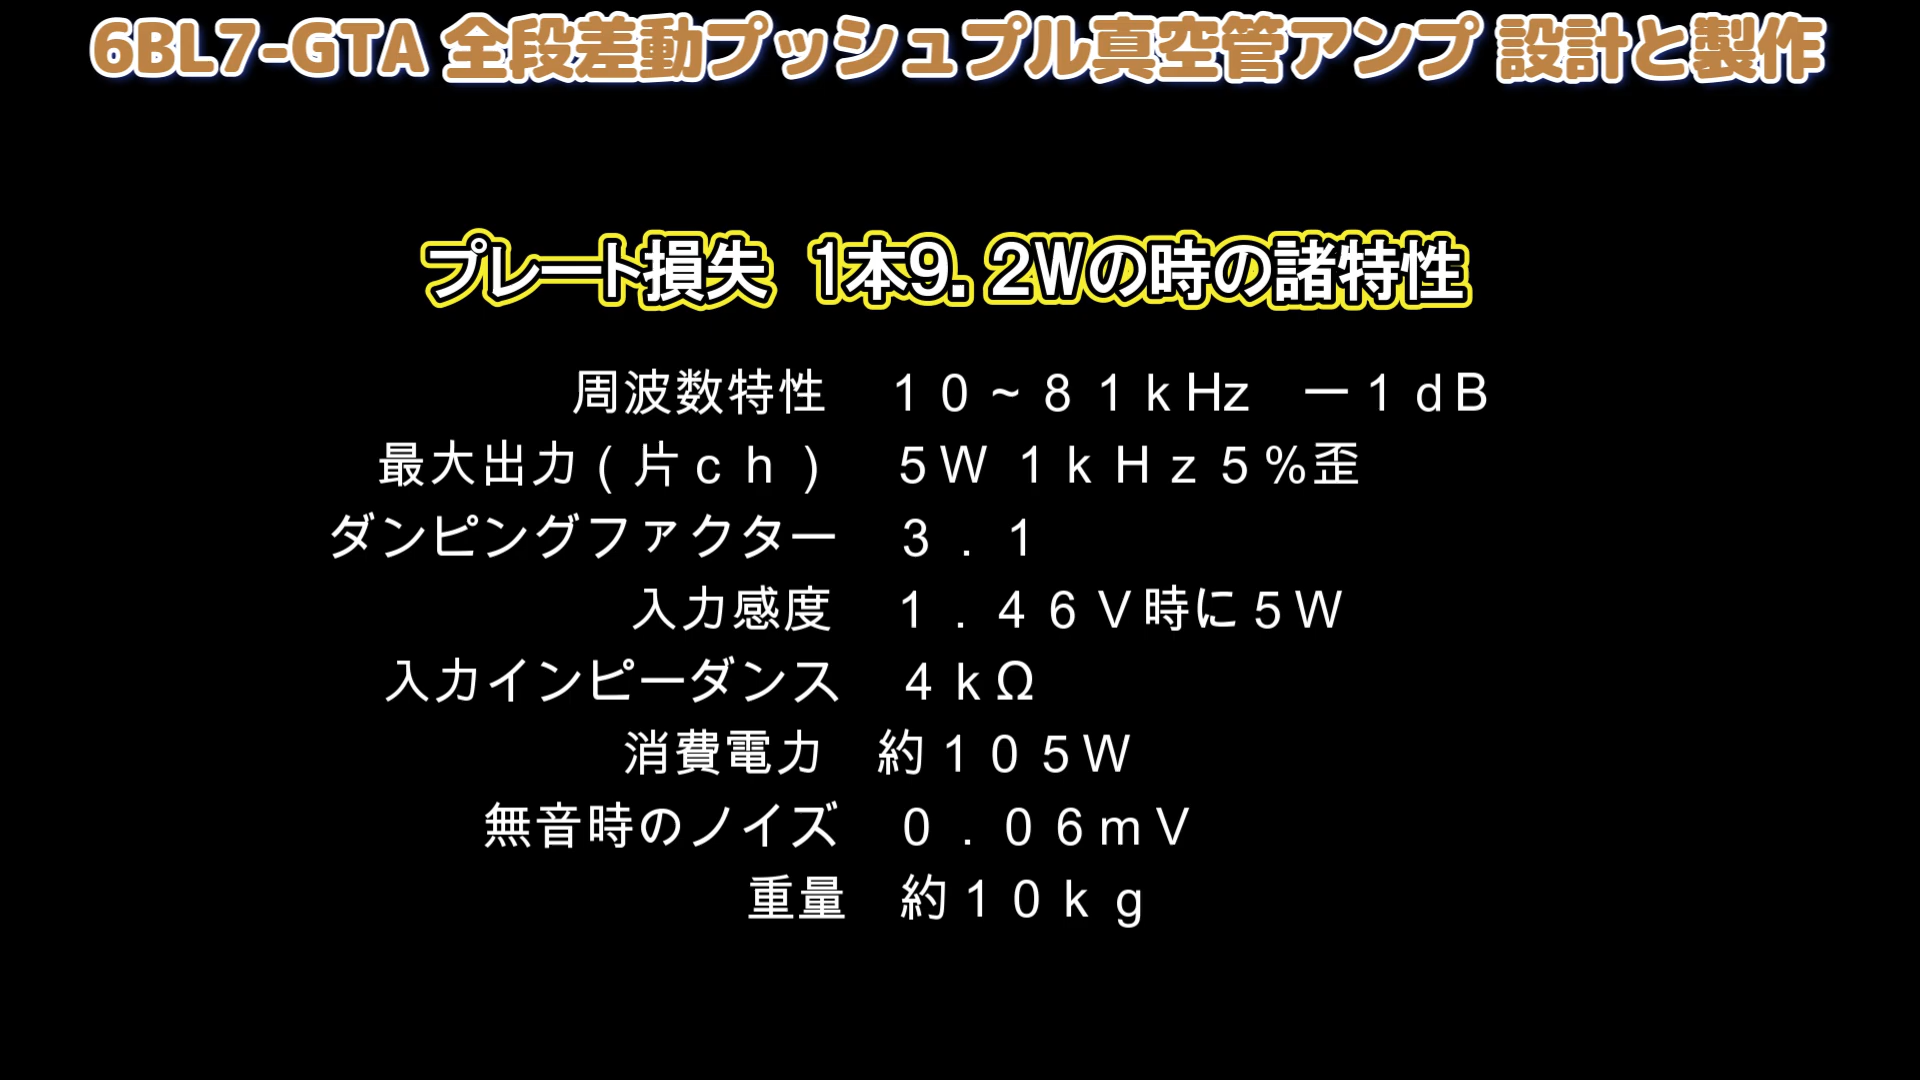 6BL7-GTA 全段差動プッシュプル真空管アンプ 設計と製作
プレート損失　1本9.2Wの時の諸特性
周波数特性　１０~８１ｋHz　ー１ｄB
最大出力(片ｃｈ)　５W １ｋＨｚ５%歪
ダンピングファクター　３．１
入力感度　１．４６V時に５W
入力インピーダンス　４ｋΩ
消費電力　約１０５W
無音時のノイズ　０．０６ｍV
重量　約１０ｋｇ